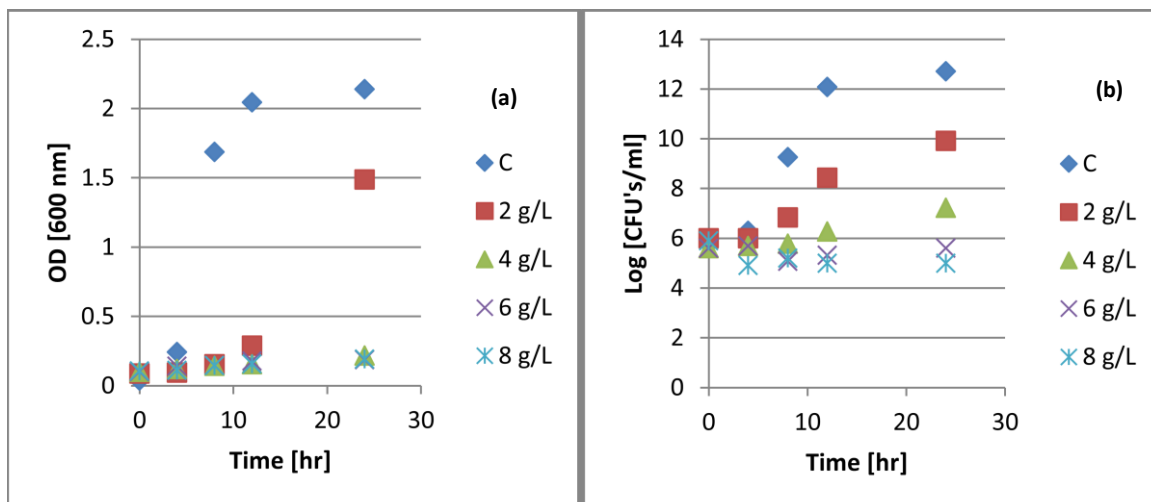 2.5
2
1.5
1
0.5
0
0
10
20
30
OD [600 nm]
Time [hr]
(a)
C
2 g/L
4 g/L
6 g/L
8 g/L
14
12
10
8
6
4
2
0
0
10
20
30
Log [CFU's/ml]
Time [hr]
(b)
C
2 g/L
4 g/L
6 g/L
8 g/L